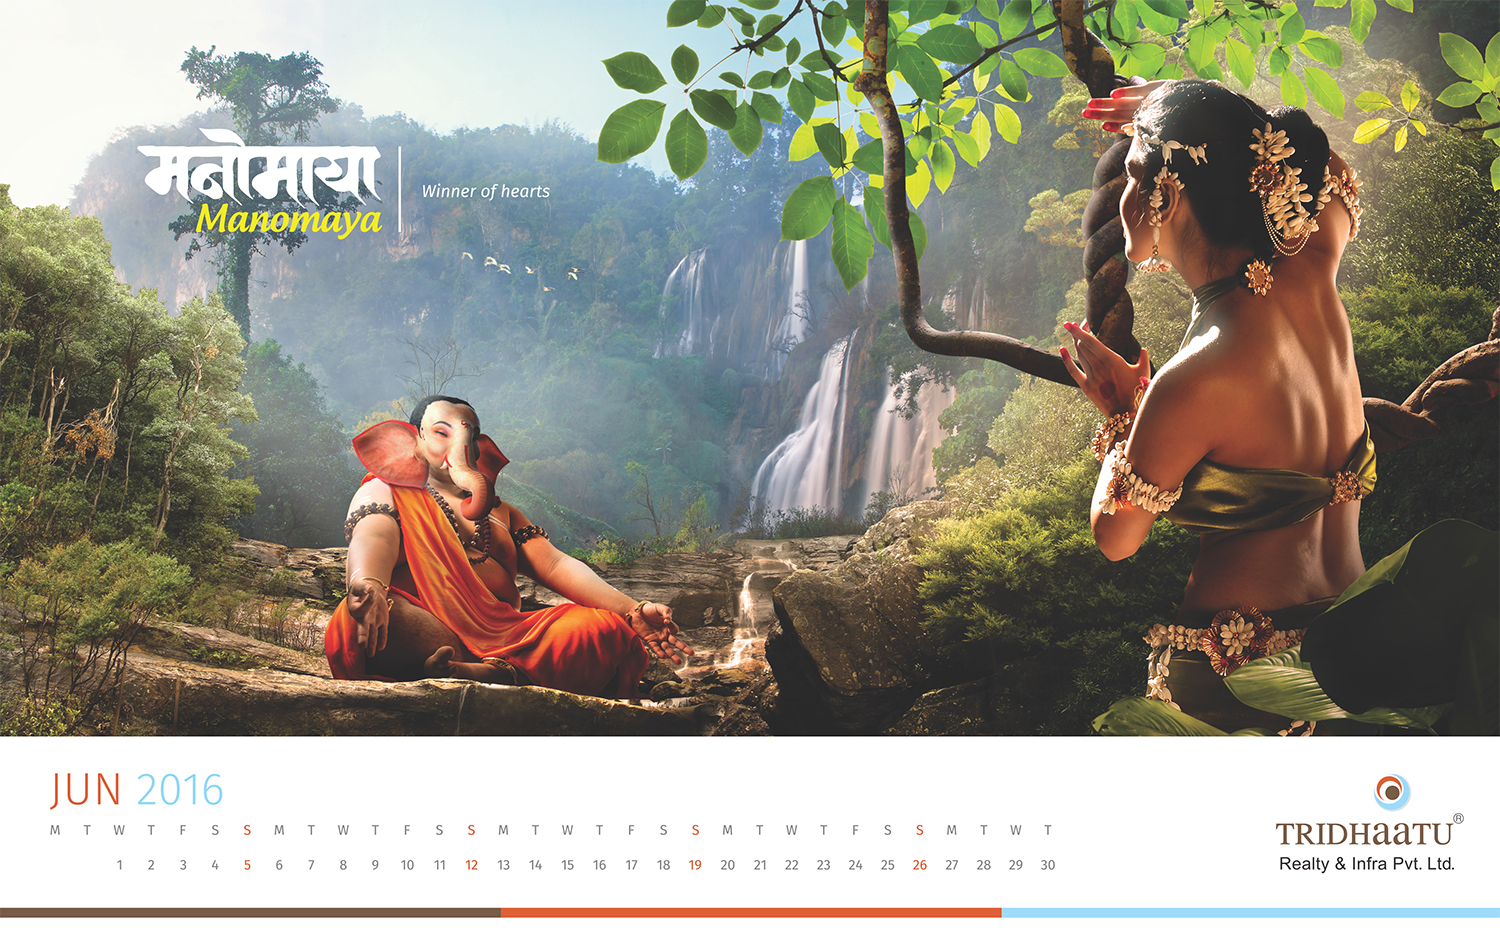 मनोमाया
Manomaya
Winner of hearts
JUN 2016
M T W T F S S M T W T F S S M T W T F S S M T W T F S S M T W T
1 2 3 4 5 6 7 8 9 10 11 12 13 14 15 16 17 18 19 20 21 22 23 24 25 26 27 28 29 30
TRIDHaaTU®
Realty & Infra Pvt. Ltd.